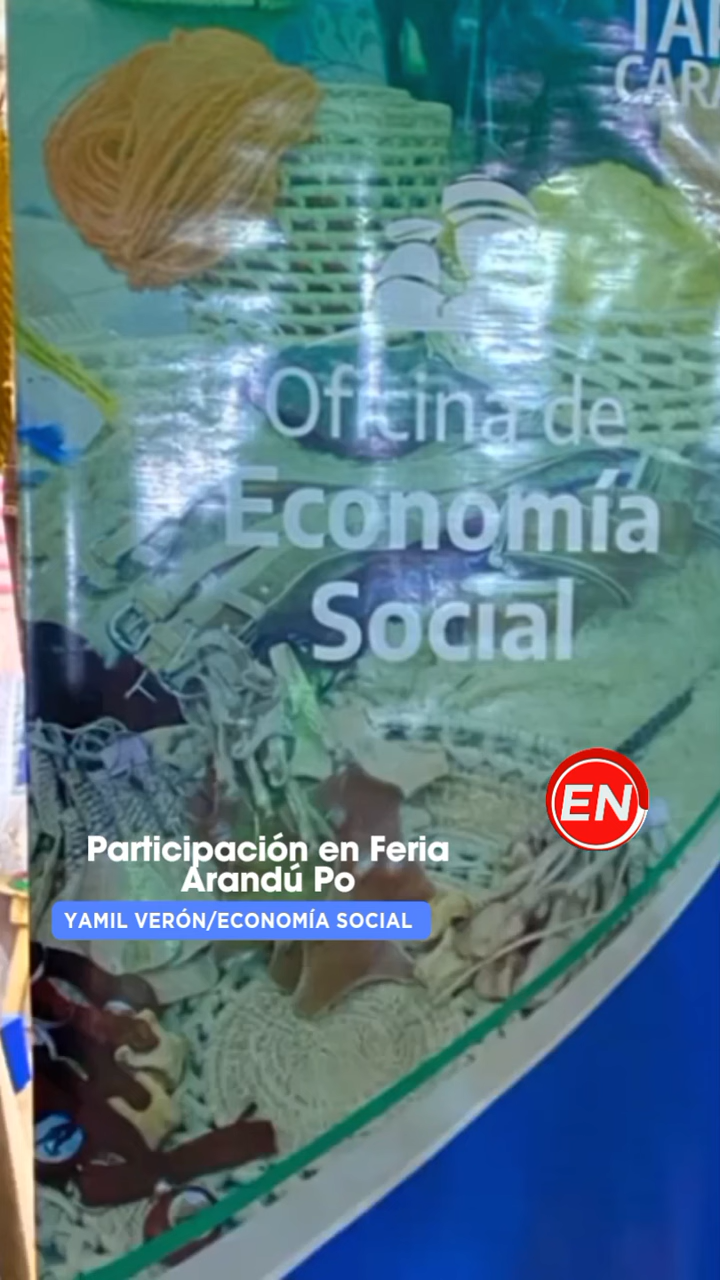 Oficina de
Economía
Social
EN
Participación en Feria
Arandú Po
YAMIL VERÓN/ECONOMÍA SOCIAL